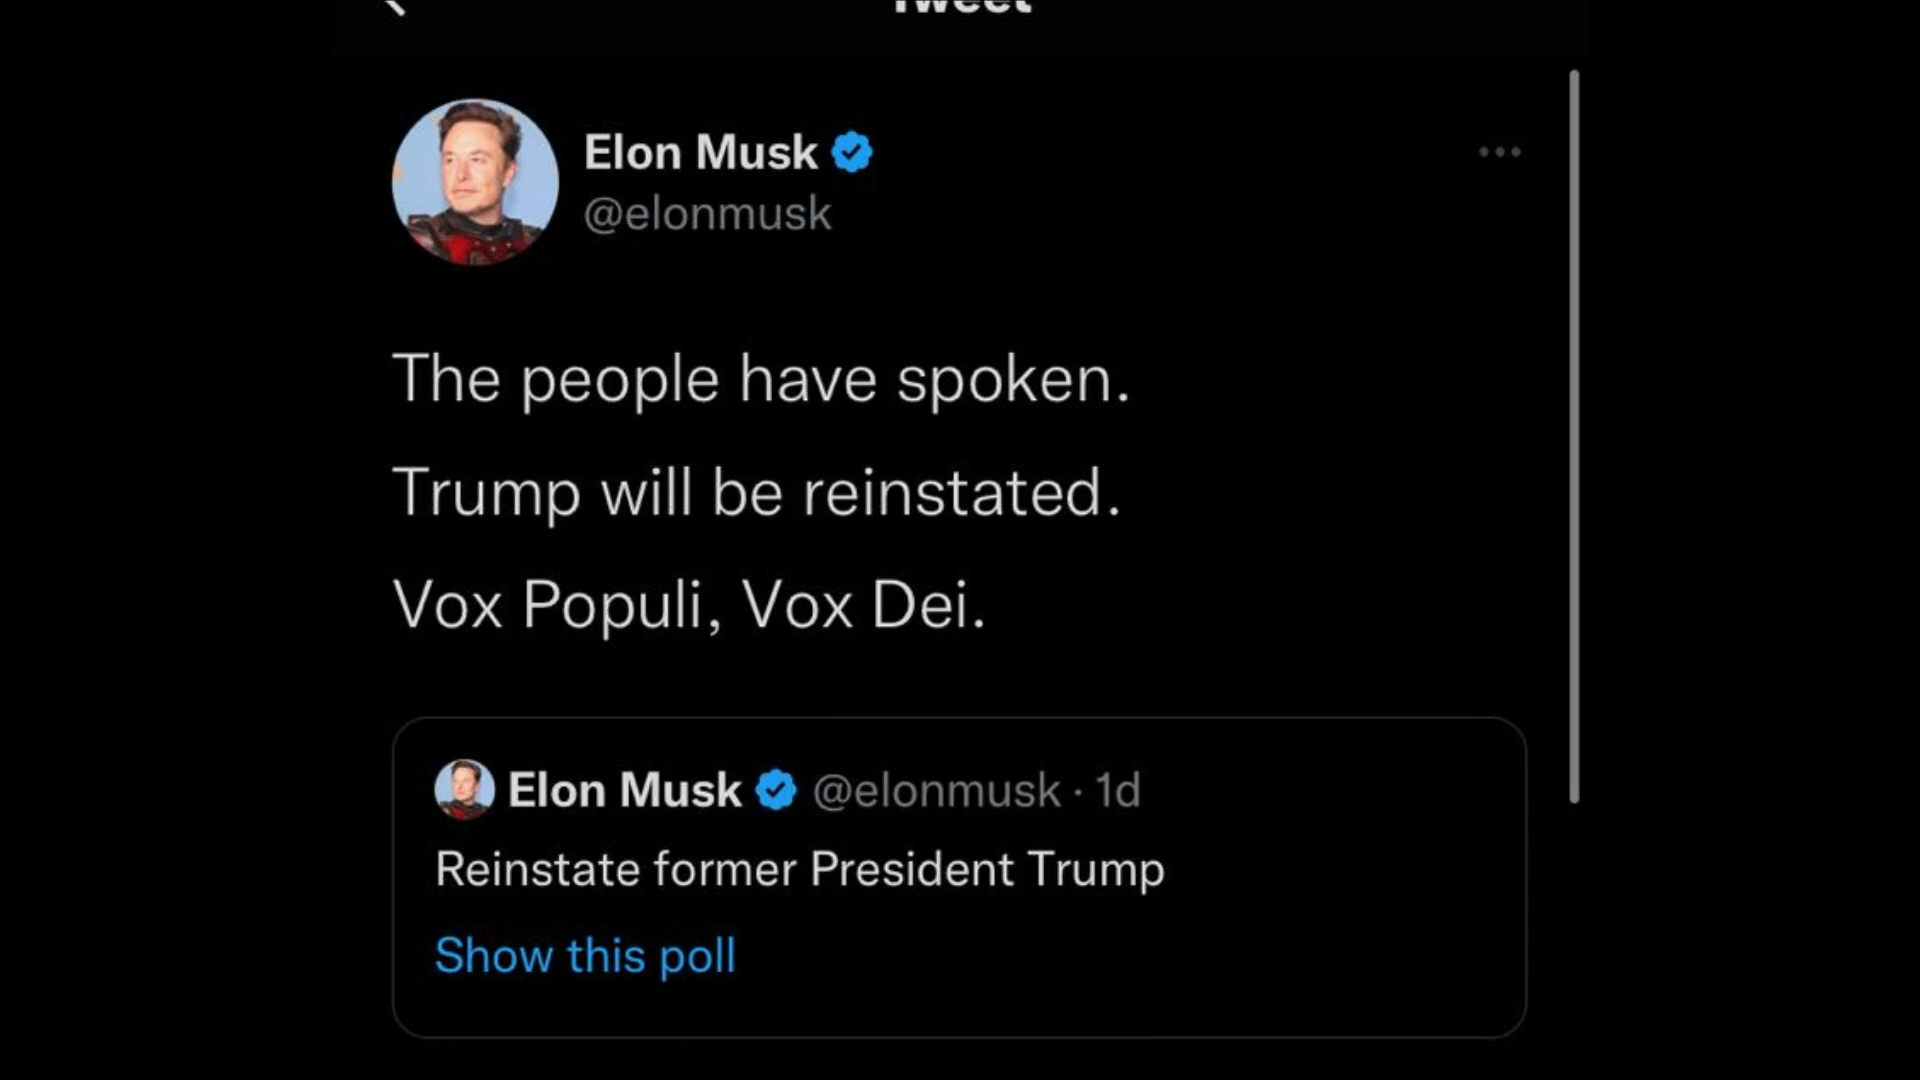 Tweet
Elon Musk
@elonmusk
The people have spoken.
Trump will be reinstated.
Vox Populi, Vox Dei.
Elon Musk @elonmusk · 1d
Reinstate former President Trump
Show this poll